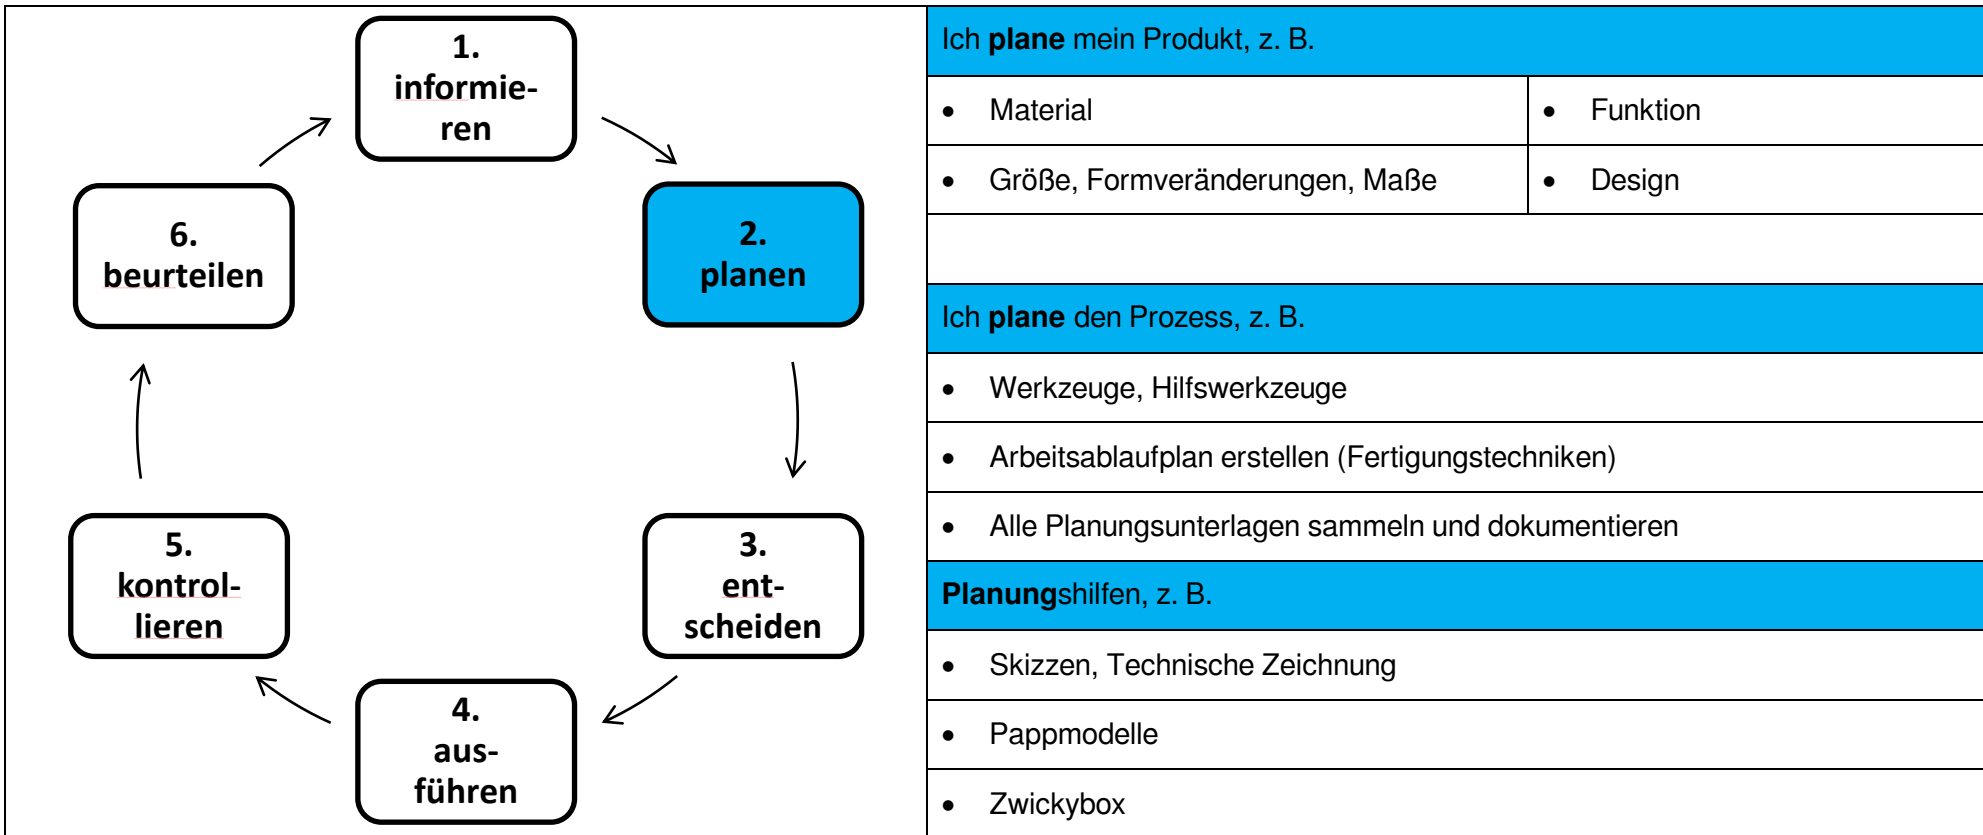 1.
informie-
ren
2.
planen
3.
ent-
scheiden
4.
aus-
führen
5.
kontrol-
lieren
6.
beurteilen
Ich plane mein Produkt, z. B.
• Material
• Funktion
• Größe, Formveränderungen, Maße
• Design
Ich plane den Prozess, z. B.
• Werkzeuge, Hilfswerkzeuge
• Arbeitsablaufplan erstellen (Fertigungstechniken)
• Alle Planungsunterlagen sammeln und dokumentieren
Planungshilfen, z. B.
• Skizzen, Technische Zeichnung
• Pappmodelle
• Zwickybox